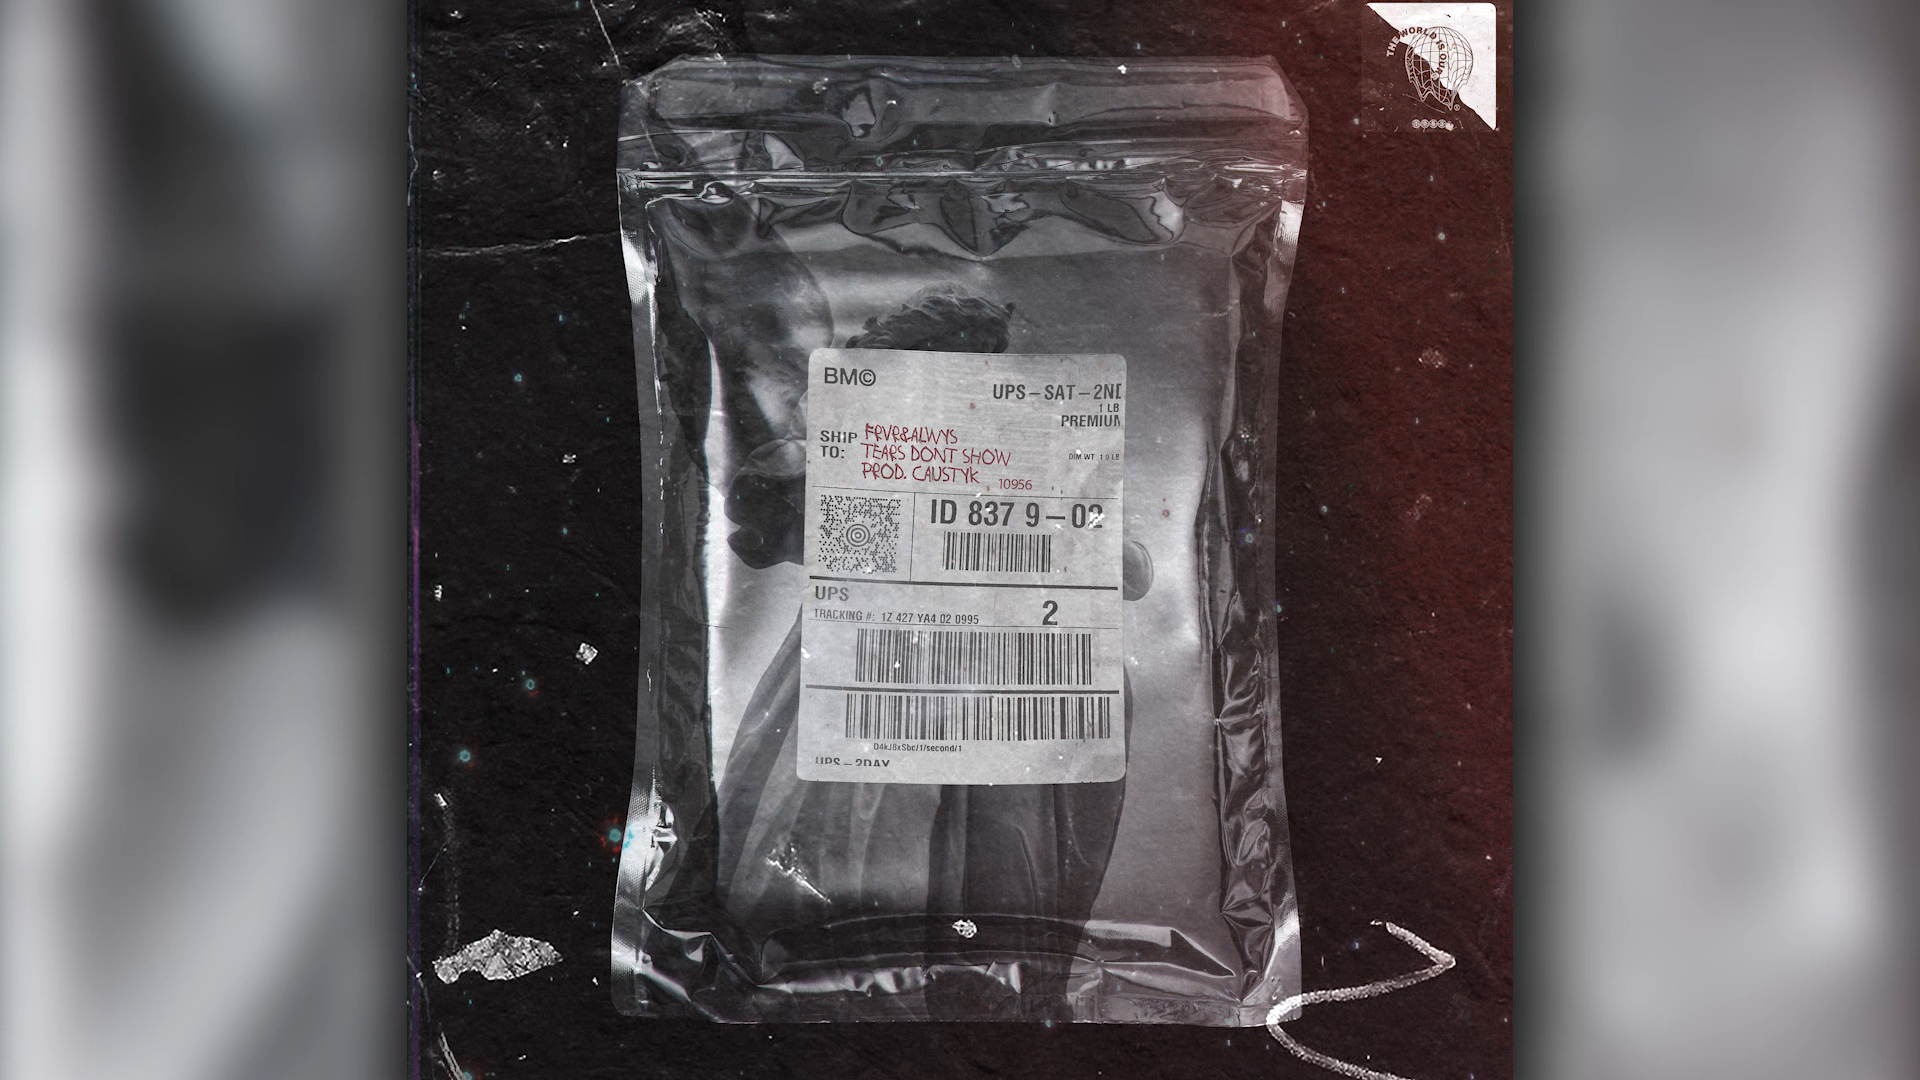 THE WORLD IS YOURS
BM©
UPS – SAT – 2ND
1 LB
PREMIUM
SHIP TO:
FRVR&ALWYS
TEARS DONT SHOW
PROD. CAUSTYK
10956
DIM WT 1 0 LB
ID 837 9 – 02
UPS
TRACKING #: 1Z 427 YA4 02 0995
2
D4kJ8xSbc/1/second/1
UPS – 2DAY